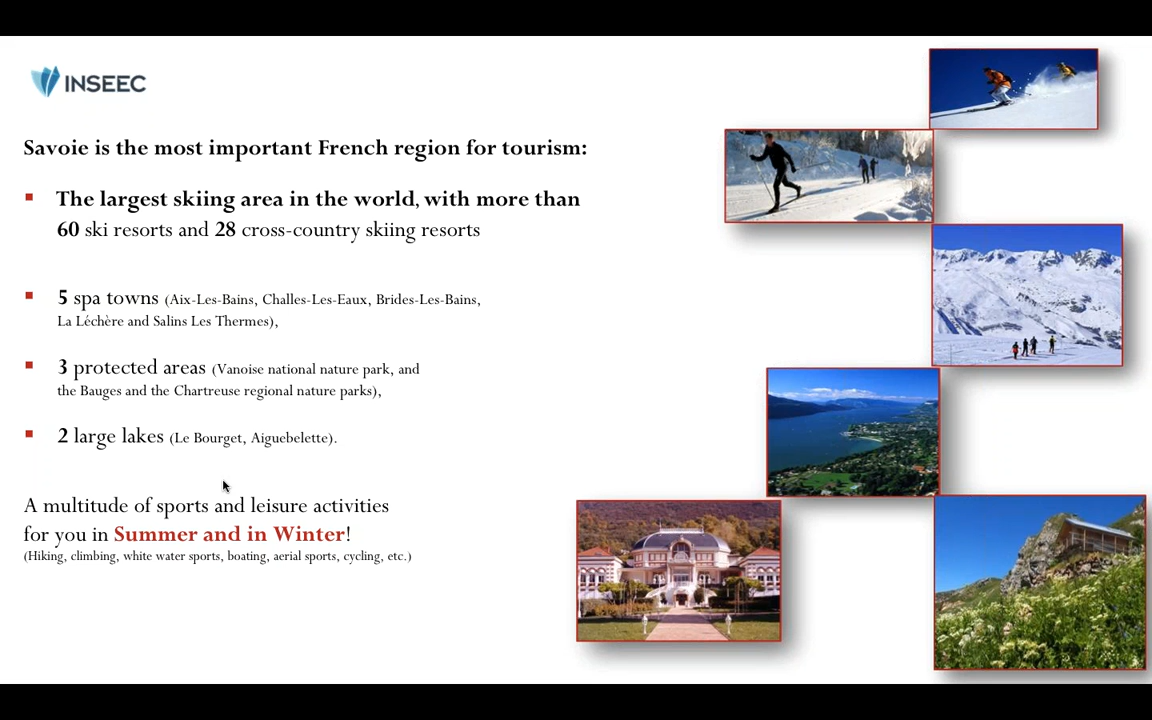 INSEEC
Savoie is the most important French region for tourism:
The largest skiing area in the world, with more than
60 ski resorts and 28 cross-country skiing resorts
5 spa towns (Aix-Les-Bains, Challes-Les-Eaux, Brides-Les-Bains,
La Léchère and Salins Les Thermes),
3 protected areas (Vanoise national nature park, and
the Bauges and the Chartreuse regional nature parks),
2 large lakes (Le Bourget, Aiguebelette).
A multitude of sports and leisure activities
for you in Summer and in Winter!
(Hiking, climbing, white water sports, boating, aerial sports, cycling, etc.)